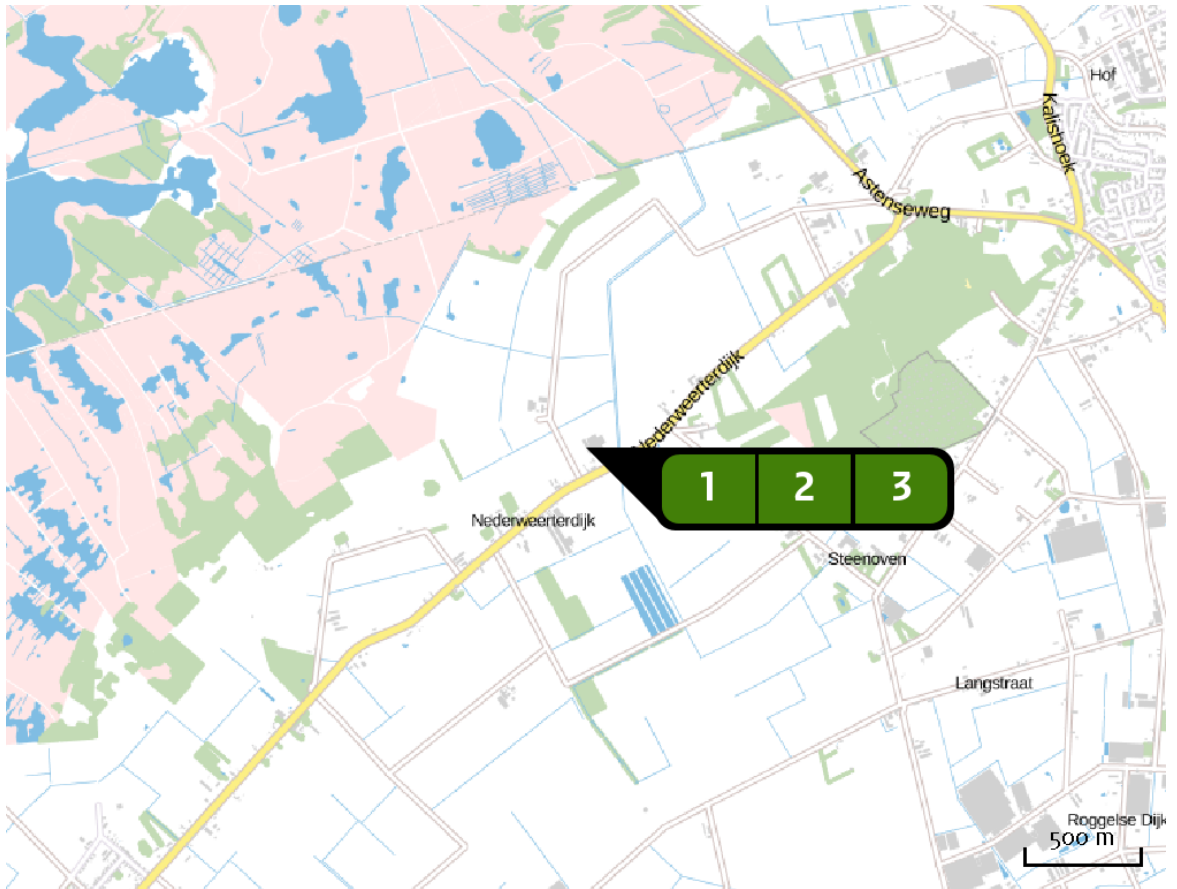 Hof
Kalishoek
Astenseweg
Nederweerterdijk
1 2 3
Nederweerterdijk
Steenoven
Langstraat
Roggelse Dijk
500 m